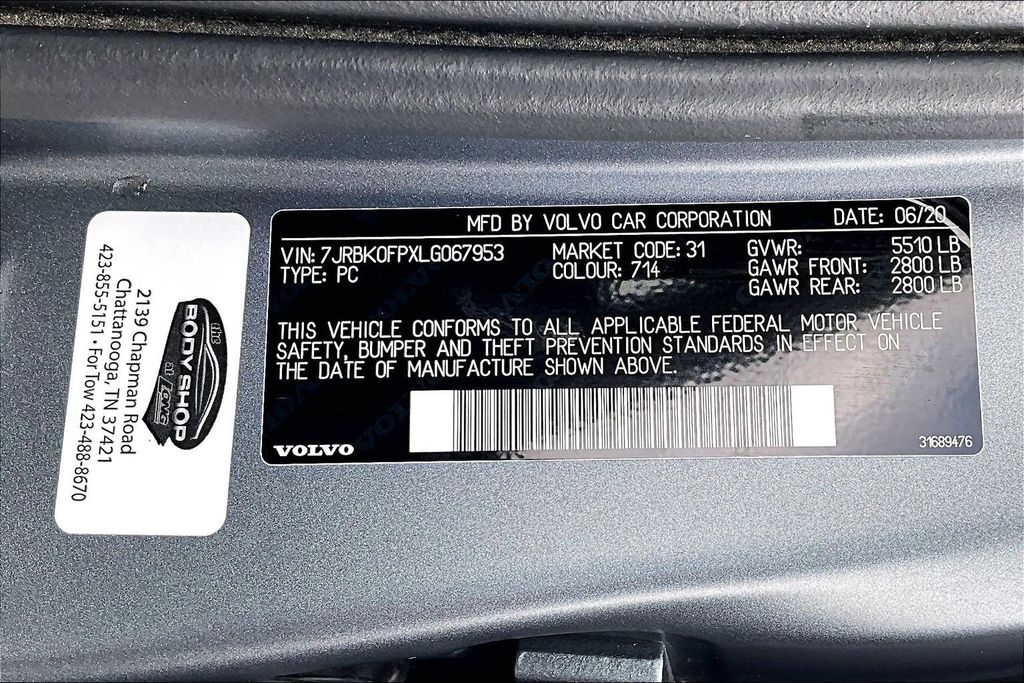 MFD BY VOLVO CAR CORPORATION DATE: 06/20
VIN: 7JRBK0FPXLG067953 MARKET CODE: 31 GVWR: 5510 LB
TYPE: PC COLOUR: 714 GAWR FRONT: 2800 LB
GAWR REAR: 2800 LB
THIS VEHICLE CONFORMS TO ALL APPLICABLE FEDERAL MOTOR VEHICLE
SAFETY, BUMPER AND THEFT PREVENTION STANDARDS IN EFFECT ON
THE DATE OF MANUFACTURE SHOWN ABOVE.
VOLVO
31689476
THE
BODY SHOP
AT LONG
2139 Chapman Road
Chattanooga, TN 37421
423-855-5151 • For Tow 423-488-8670